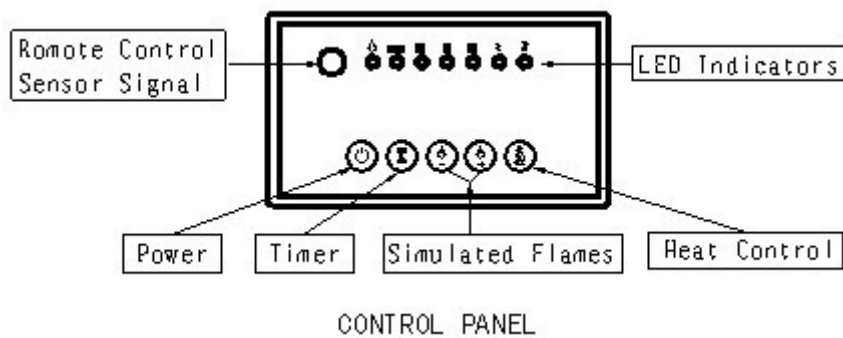 Romote Control
Sensor Signal
LED Indicators
Power
Timer
Simulated Flames
Heat Control
CONTROL PANEL